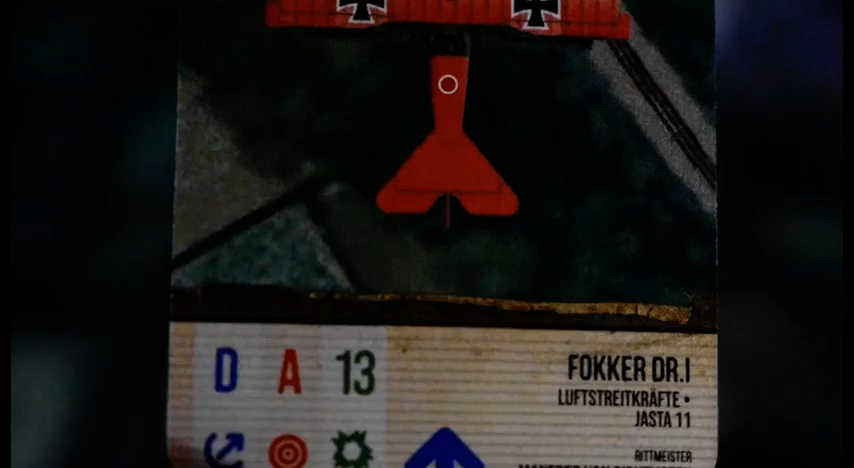 D A 13
FOKKER DR.I
LUFTSTREITKRÄFTE •
JASTA 11
RITTMEISTER